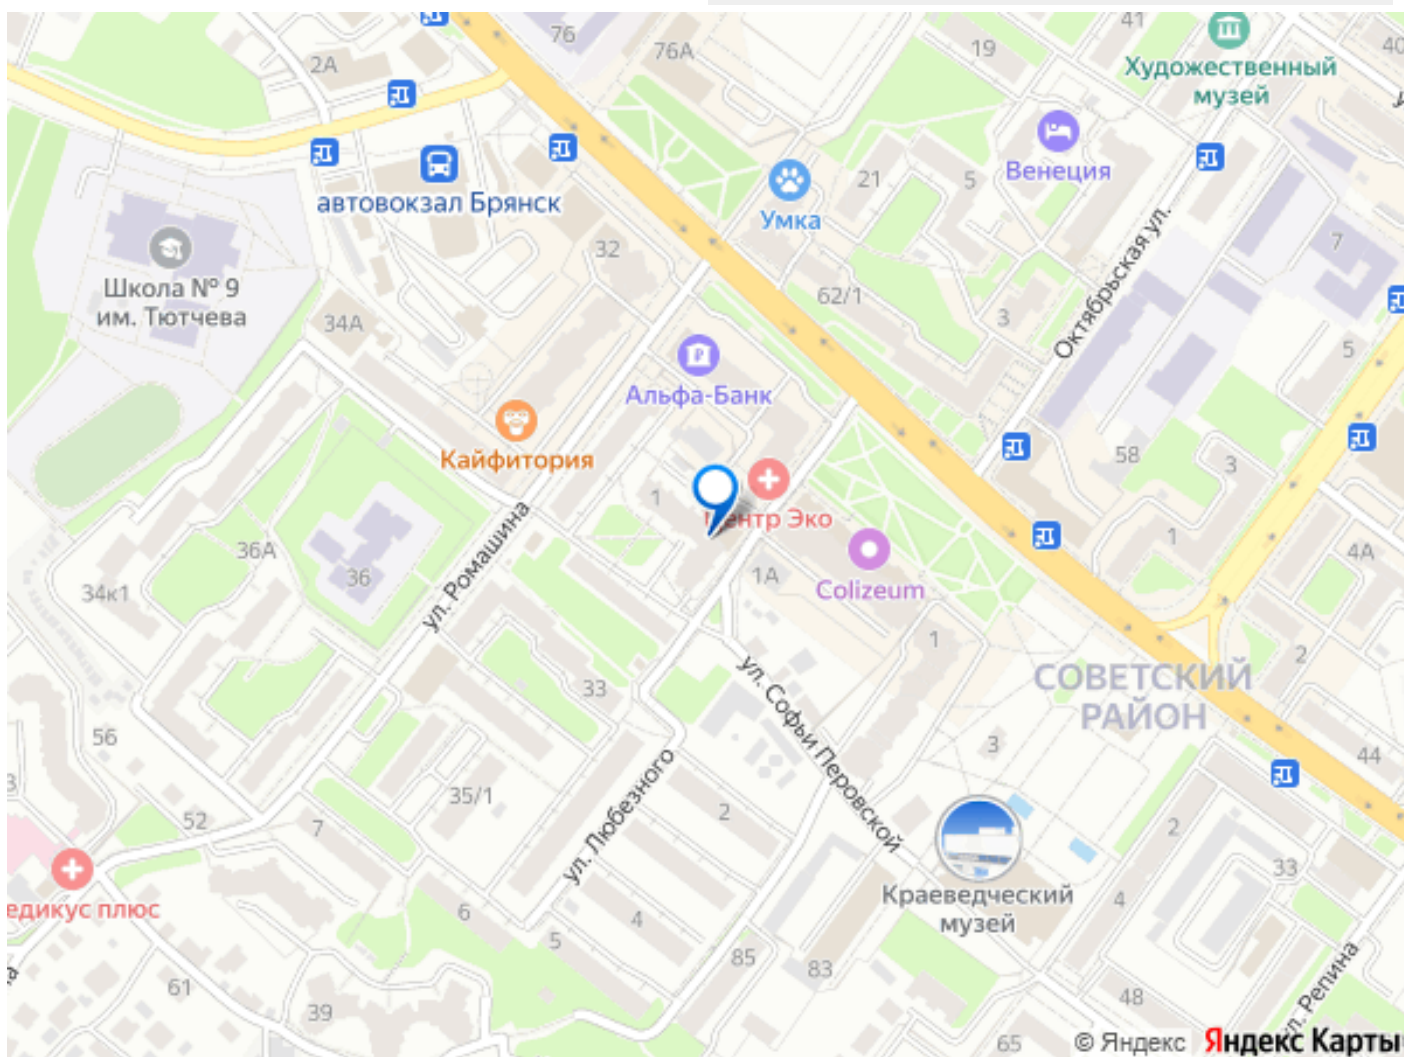 76
76А
2А
19
41
40
Художественный
музей
автовокзал Брянск
32
Умка
21
5
Венеция
Октябрьская ул.
7
Школа № 9
им. Тютчева
34А
62/1
3
5
Альфа-Банк
Кайфитория
58
3
1
Центр Эко
1
4А
36А
36
34к1
ул. Ромашина
1А
Colizeum
1
2
СОВЕТСКИЙ
РАЙОН
33
ул. Софьи Перовской
3
44
56
3
35/1
52
7
ул. Любезного
2
2
33
едикус плюс
6
4
5
Краеведческий
музей
4
85
83
61
39
48
65
ул. Репина
© Яндекс Яндекс Карты